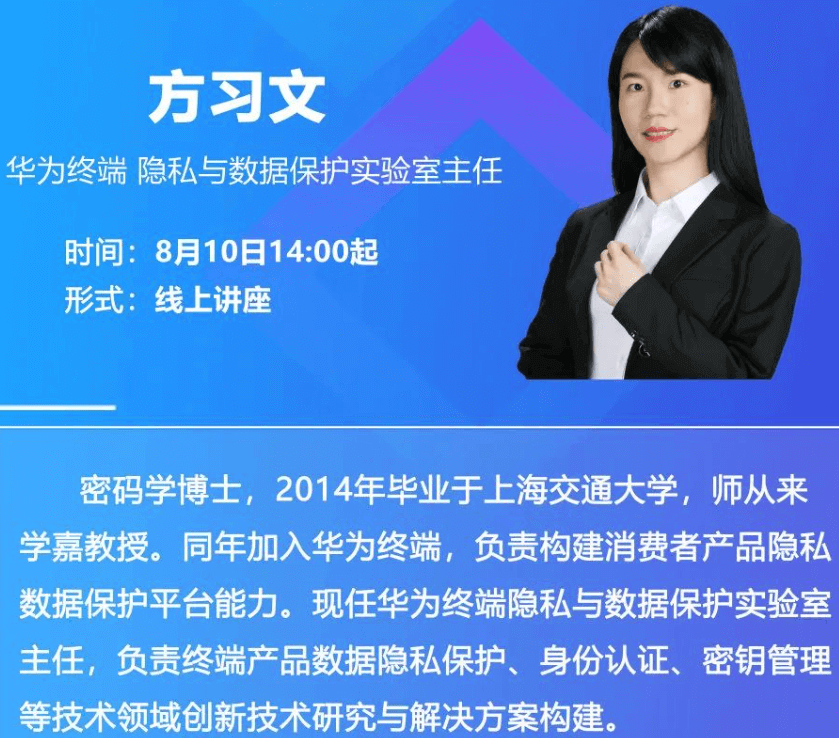 方习文
华为终端 隐私与数据保护实验室主任
时间：8月10日14:00起
形式：线上讲座
密码学博士，2014年毕业于上海交通大学，师从来
学嘉教授。同年加入华为终端，负责构建消费者产品隐私
数据保护平台能力。现任华为终端隐私与数据保护实验室
主任，负责终端产品数据隐私保护、身份认证、密钥管理
等技术领域创新技术研究与解决方案构建。